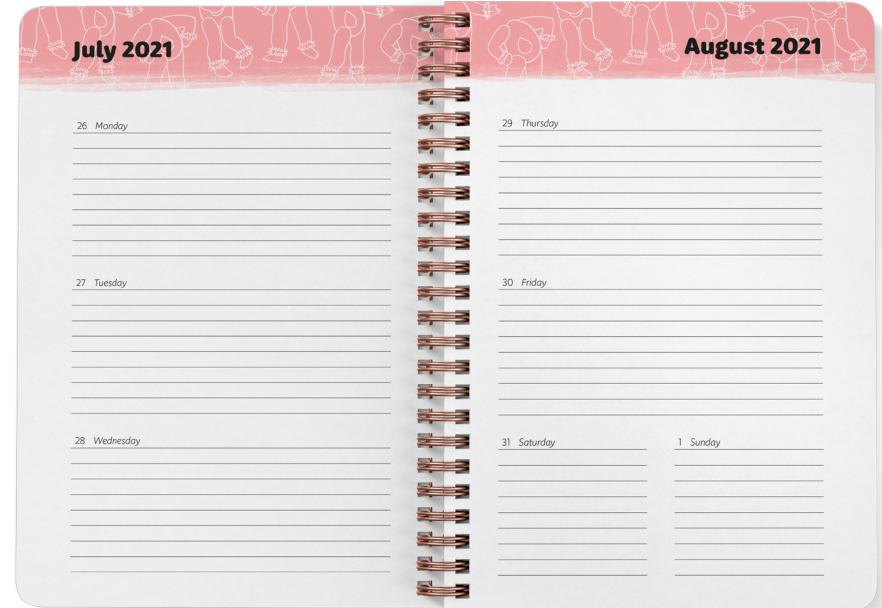 July 2021
26 Monday
27 Tuesday
28 Wednesday
August 2021
29 Thursday
30 Friday
31 Saturday
1 Sunday